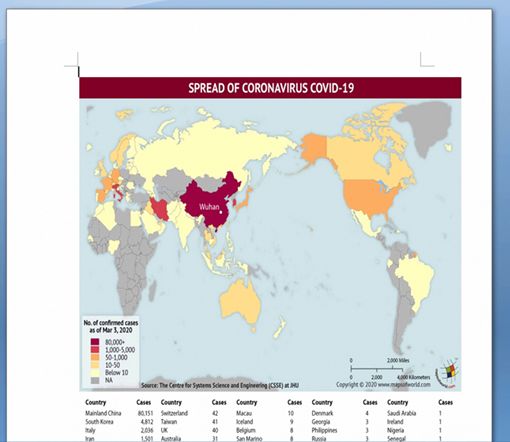 SPREAD OF CORONAVIRUS COVID-19
Wuhan
No. of confirmed cases
as of Mar 3, 2020
80,000+
1,000-5,000
50-1,000
10-50
Below 10
NA
Source: The Centre for Systems Science and Engineering (CSSE) at JHU
0 2,000 Miles
0 2,000 4,000 Kilometers
Copyright © 2020 www.mapsofworld.com
Country Cases Country Cases Country Cases Country Cases Country Cases
Mainland China 80,151 Switzerland 42 Macau 10 Denmark 4 Saudi Arabia 1
South Korea 4,812 Taiwan 41 Iceland 9 Georgia 3 Ireland 1
Italy 2,036 UK 40 Belgium 8 Philippines 3 Nigeria 1
Iran 1,501 Australia 31 San Marino 8 Russia 3 Senegal 1